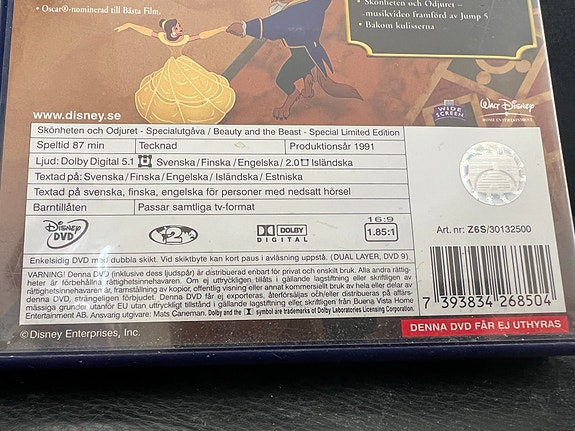 • Oscar®-nominerad till Bästa Film.
• Skönheten och Odjuret –
musikvideo framförd av Jump 5
• Bakom kulisserna
www.disney.se
WIDE SCREEN
WALT DISNEY
HOME ENTERTAINMENT
Skönheten och Odjuret - Specialutgåva / Beauty and the Beast - Special Limited Edition
Speltid 87 min Tecknad Produktionsår 1991
Ljud: Dolby Digital 5.1 Svenska / Finska / Engelska / 2.0 Isländska
Textad på: Svenska / Finska / Engelska / Isländska / Estniska
Textad på svenska, finska, engelska för personer med nedsatt hörsel
Barntillåten Passar samtliga tv-format
Disney DVD
2
DOLBY DIGITAL
16:9
1.85:1
Enkelsidig DVD med dubbla skikt. Vid skiktbyte kan kort paus i avläsning uppstå. (DUAL LAYER, DVD 9)
VARNING! Denna DVD (inklusive dess ljudspår) är distribuerad enbart för privat och enskilt bruk. Alla andra rättig-
heter är förbehållna rättighetsinnehavaren. Om ej uttryckligen tillåts i gällande lagstiftning eller skriftligen av
rättighetsinnehavaren är, framställning av kopior, offentlig visning eller annat kommersiellt bruk av hela eller delar av
denna DVD, strängeligen förbjudet. Denna DVD får ej exporteras, återförsäljas och/eller distribueras på affärs-
mässiga grunder utanför EU utan uttryckligt tillstånd i gällande lagstiftning eller skriftligen från Buena Vista Home
Entertainment AB. Ansvarig utgivare: Mats Caneman. Dolby and the symbol are trademarks of Dolby Laboratories Licensing Corporation.
Art. nr: Z6S/30132500
7 393834 268504
DENNA DVD FÅR EJ UTHYRAS
©Disney Enterprises, Inc.